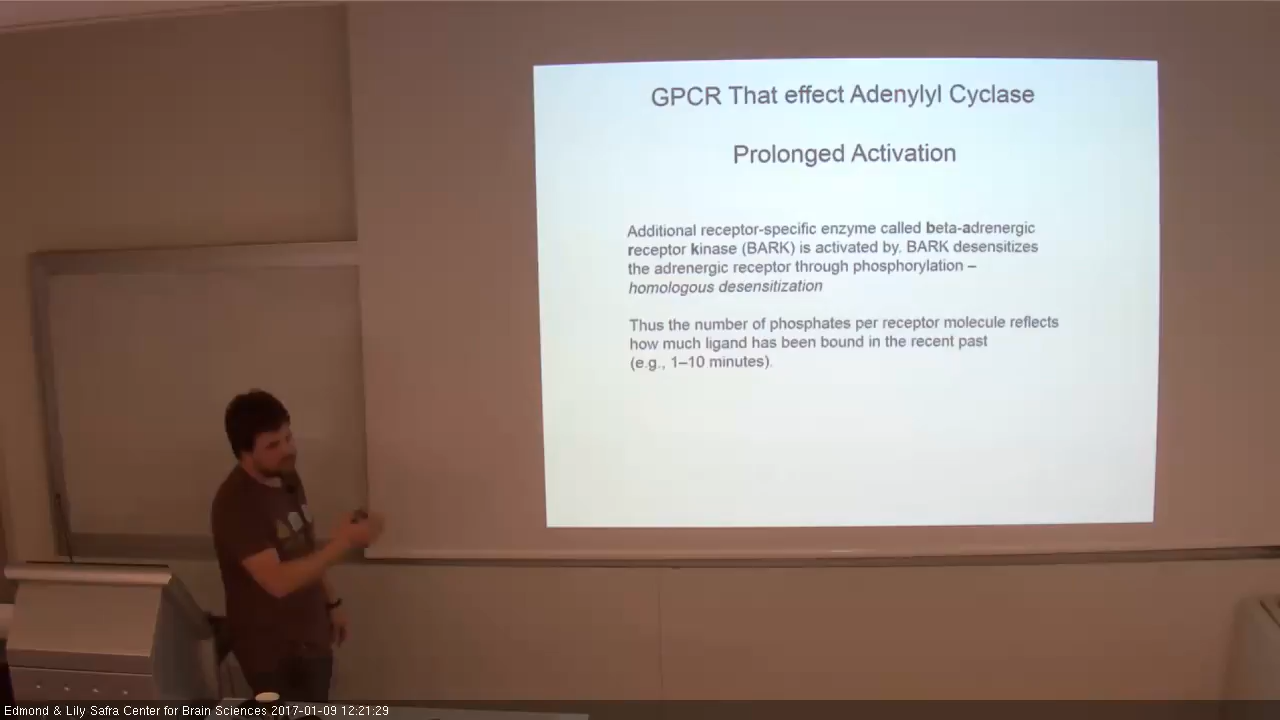 GPCR That effect Adenylyl Cyclase
Prolonged Activation
Additional receptor-specific enzyme called beta-adrenergic
receptor kinase (BARK) is activated by. BARK desensitizes
the adrenergic receptor through phosphorylation –
homologous desensitization
Thus the number of phosphates per receptor molecule reflects
how much ligand has been bound in the recent past
(e.g., 1–10 minutes).
Edmond & Lily Safra Center for Brain Sciences 2017-01-09 12:21:29